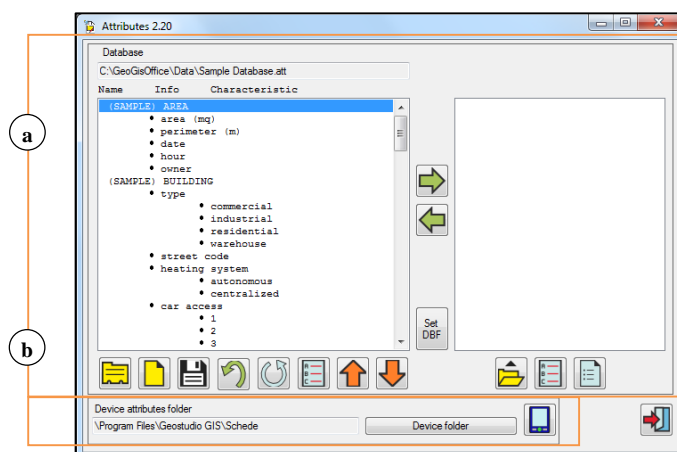 Attributes 2.20
Database
C:\GeoGisOffice\Data\Sample Database.att
Name Info Characteristic
(SAMPLE) AREA
• area (mq)
• perimeter (m)
• date
• hour
• owner
(SAMPLE) BUILDING
• type
• commercial
• industrial
• residential
• warehouse
• street code
• heating system
• autonomous
• centralized
• car access
• 1
• 2
• 3
a
Set
DBF
b
A
B
C
A
B
C
Device attributes folder
\Program Files\Geostudio GIS\Schede
Device folder